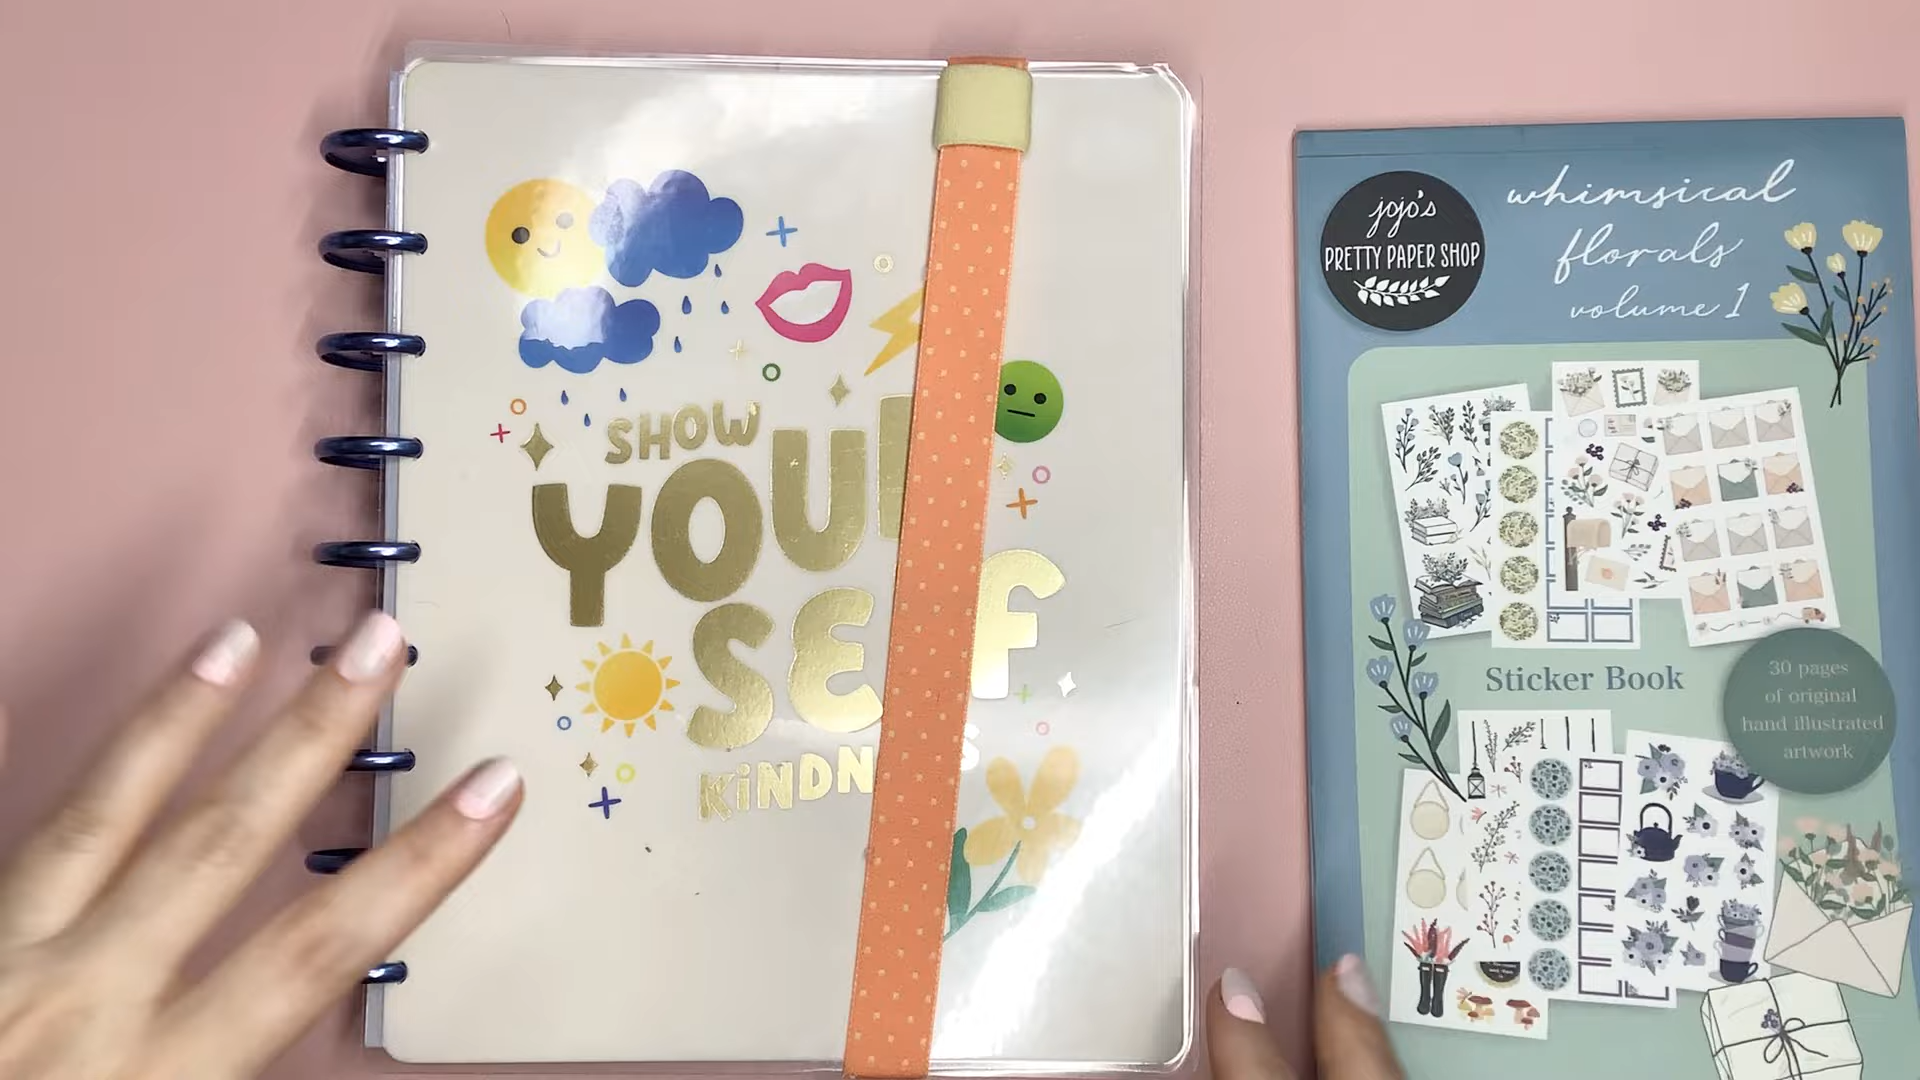 SHOW
YOU
SELF
KiNDN S
jojo's
PRETTY PAPER SHOP
whimsical
florals
volume 1
Sticker Book
30 pages
of original
hand illustrated
artwork